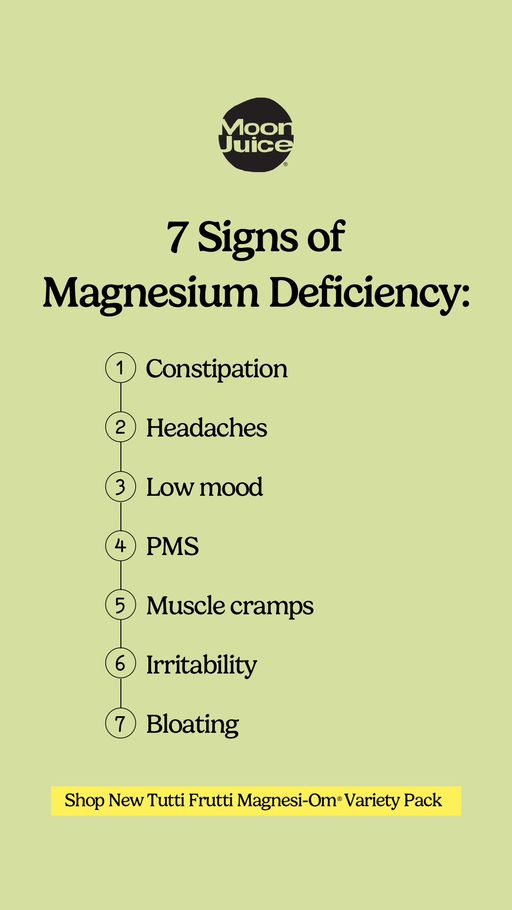 Moon
Juice®
7 Signs of
Magnesium Deficiency:
1 Constipation
2 Headaches
3 Low mood
4 PMS
5 Muscle cramps
6 Irritability
7 Bloating
Shop New Tutti Frutti Magnesi-Om® Variety Pack